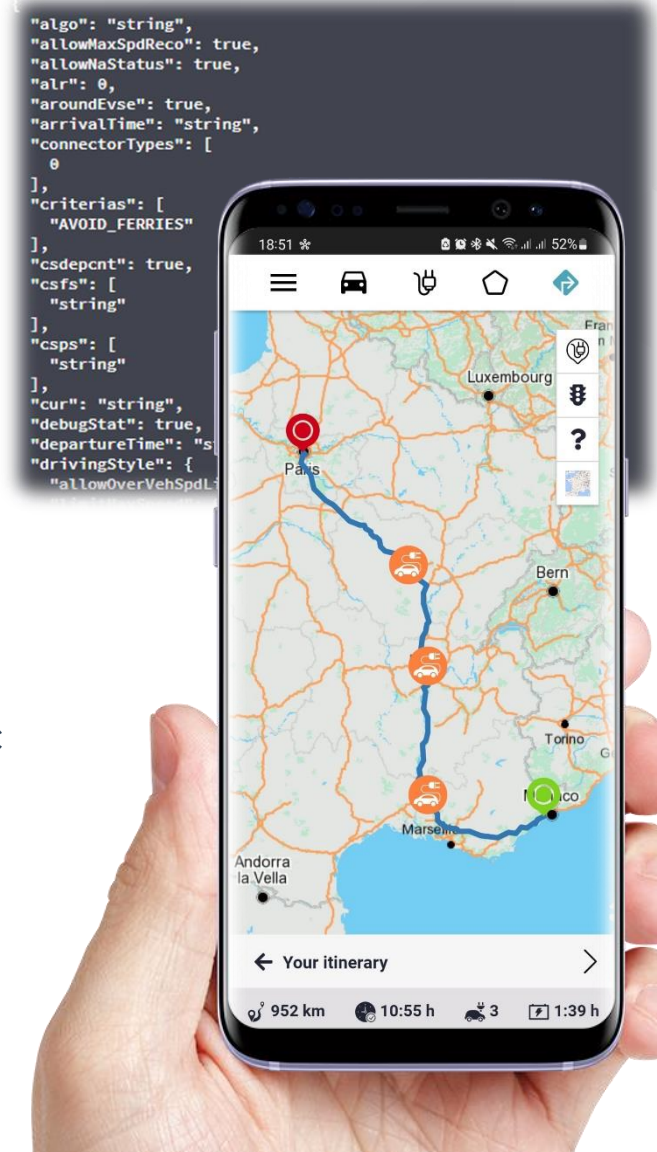 {
"algo": "string",
"allowMaxSpdReco": true,
"allowNaStatus": true,
"alr": 0,
"aroundEvse": true,
"arrivalTime": "string",
"connectorTypes": [
0
],
"criterias": [
"AVOID_FERRIES"
],
"csdepcnt": true,
"csfs": [
"string"
],
"csps": [
"string"
],
"cur": "string",
"debugStat": true,
"departureTime": "s
"drivingStyle": {
"allowOverVehSpdLi
18:51 52%
Luxembourg
?
Paris
Bern
Torino
Marse
Andorra
la Vella
← Your itinerary >
952 km 10:55 h 3 1:39 h